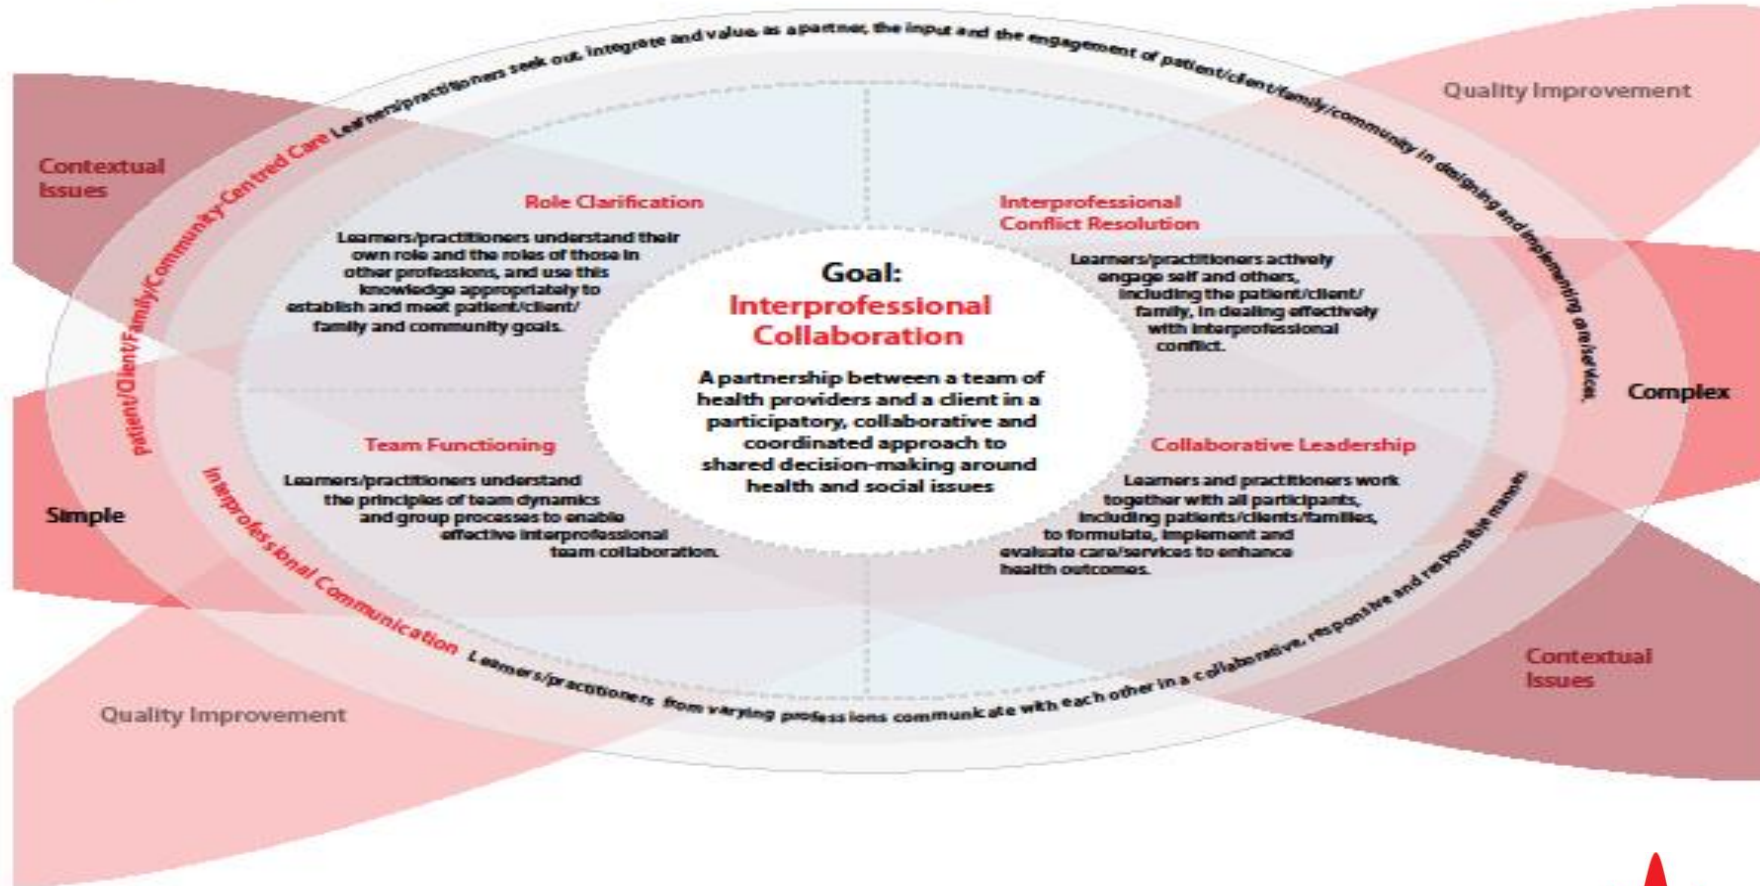 Patient/Client/Family/Community-Centred Care Learners/practitioners seek out, integrate and value, as a partner, the input and the engagement of patient/client/family/community in designing and implementing care/services.
Quality Improvement
Contextual
Issues
Role Clarification
Learners/practitioners understand their
own role and the roles of those in
other professions, and use this
knowledge appropriately to
establish and meet patient/client/
family and community goals.
Interprofessional
Conflict Resolution
Learners/practitioners actively
engage self and others,
including the patient/client/
family, in dealing effectively
with interprofessional
conflict.
Goal:
Interprofessional
Collaboration
A partnership between a team of
health providers and a client in a
participatory, collaborative and
coordinated approach to
shared decision-making around
health and social issues
Complex
Simple
Team Functioning
Learners/practitioners understand
the principles of team dynamics
and group processes to enable
effective interprofessional
team collaboration.
Collaborative Leadership
Learners and practitioners work
together with all participants,
including patients/clients/families,
to formulate, implement and
evaluate care/services to enhance
health outcomes.
Interprofessional Communication Learners/practitioners from varying professions communicate with each other in a collaborative, responsive and responsible manner.
Contextual
Issues
Quality Improvement